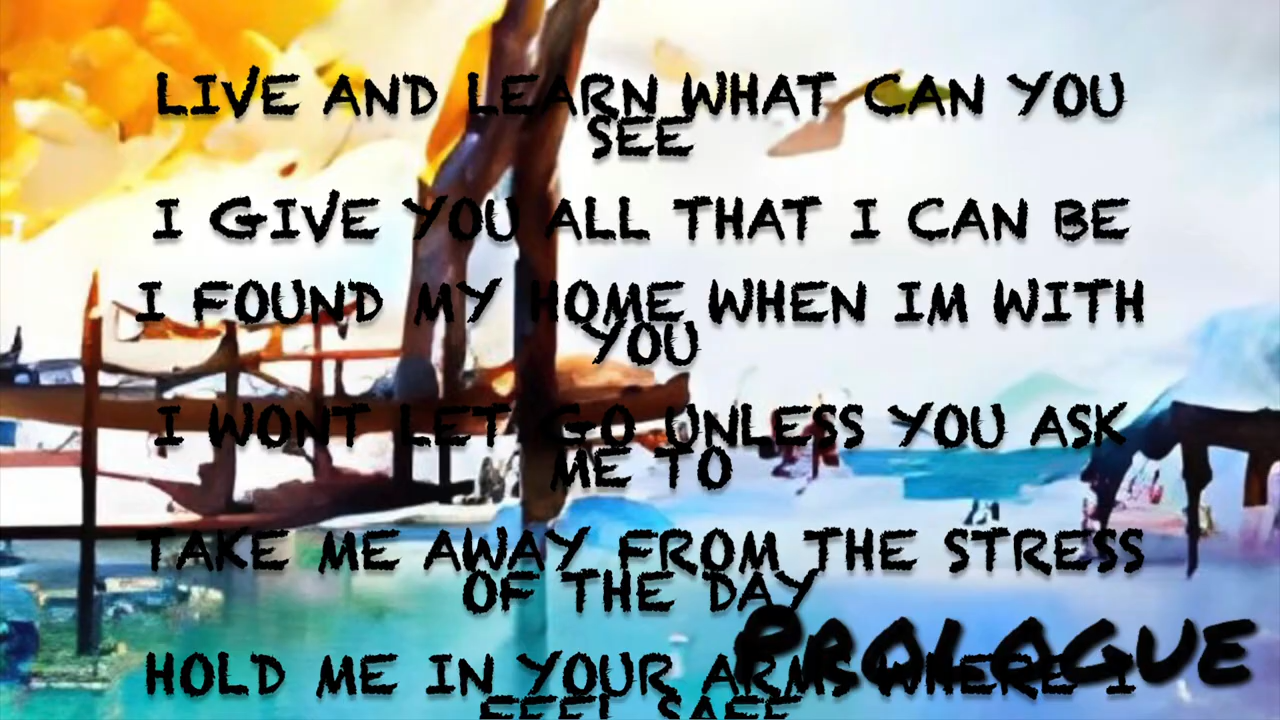 LIVE AND LEARN WHAT CAN YOU
SEE
I GIVE YOU ALL THAT I CAN BE
I FOUND MY HOME WHEN IM WITH
YOU
I WONT LET GO UNLESS YOU ASK
ME TO
TAKE ME AWAY FROM THE STRESS
OF THE DAY
HOLD ME IN YOUR ARMS WHERE I
FEEL SAFE
PROLOGUE